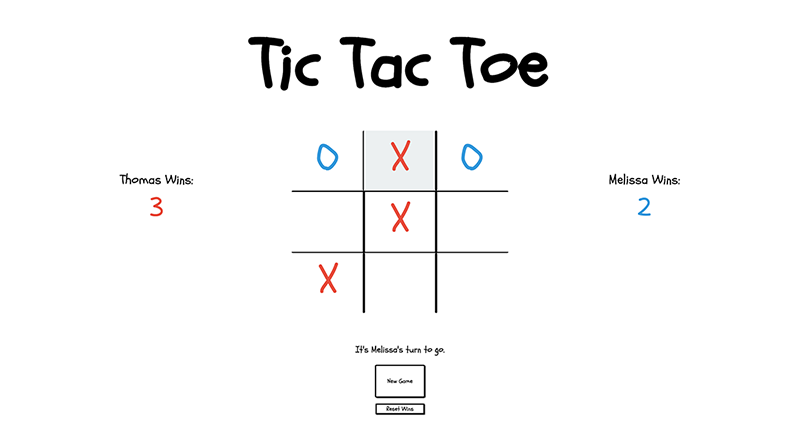 Tic Tac Toe
O X O
Thomas Wins:
3
Melissa Wins:
2
X
X
It's Melissa's turn to go.
New Game
Reset Wins